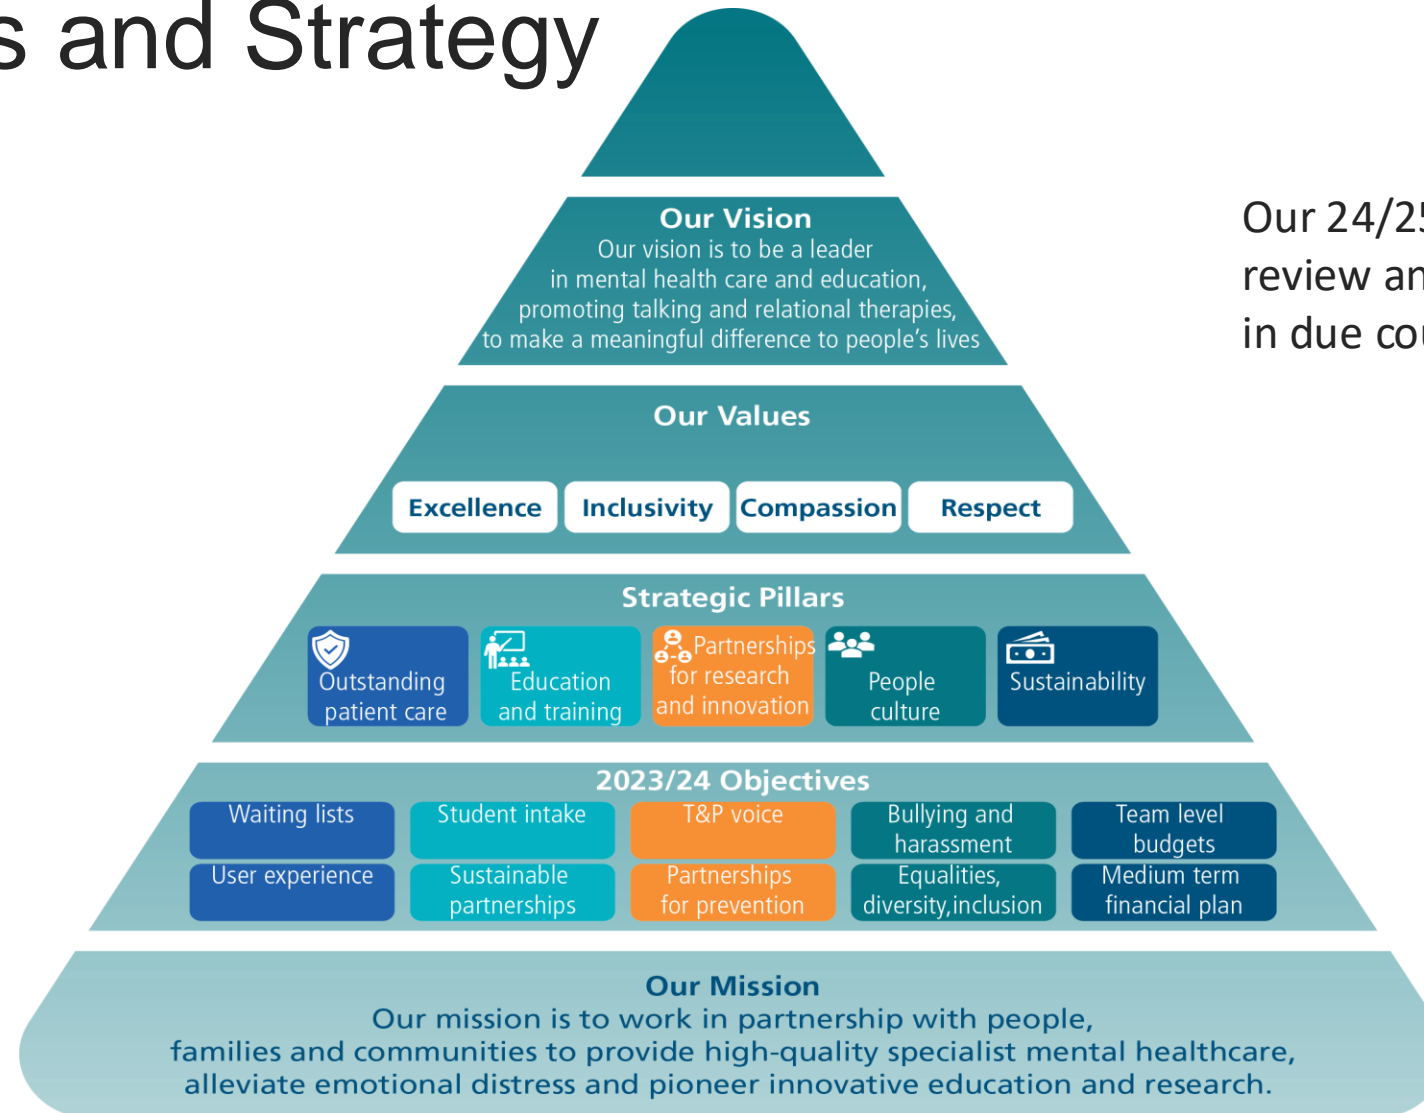 s and Strategy
Our Vision
Our vision is to be a leader
in mental health care and education,
promoting talking and relational therapies,
to make a meaningful difference to people's lives
Our 24/25
review an
in due cou
Our Values
Excellence Inclusivity Compassion Respect
Strategic Pillars
Outstanding
patient care
Education
and training
Partnerships
for research
and innovation
People
culture
Sustainability
2023/24 Objectives
Waiting lists
Student intake
T&P voice
Bullying and
harassment
Team level
budgets
User experience
Sustainable
partnerships
Partnerships
for prevention
Equalities,
diversity,inclusion
Medium term
financial plan
Our Mission
Our mission is to work in partnership with people,
families and communities to provide high-quality specialist mental healthcare,
alleviate emotional distress and pioneer innovative education and research.